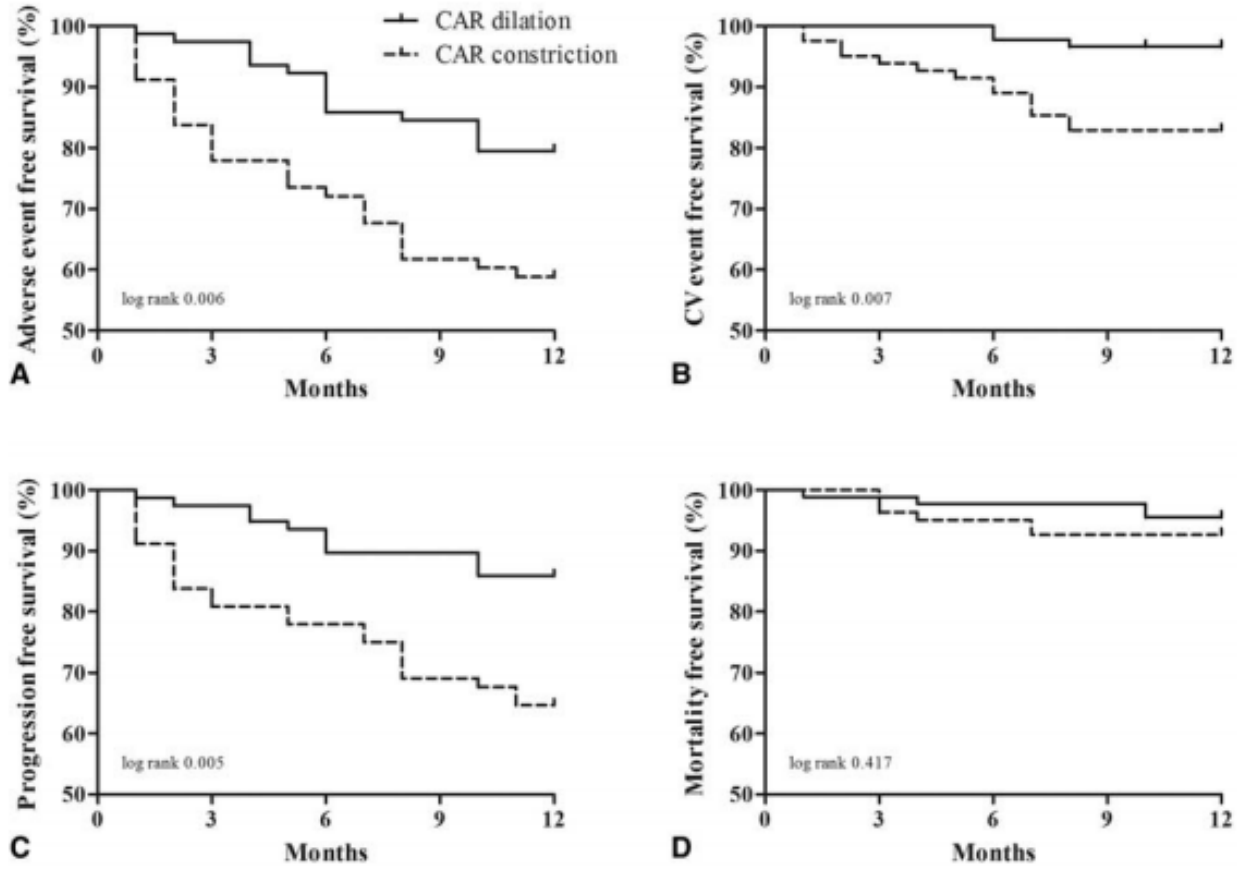 CAR dilation
CAR constriction
Adverse event free survival (%)
100
90
80
70
60
50
log rank 0.006
0 3 6 9 12
Months
A
CV event free survival (%)
100
90
80
70
60
50
log rank 0.007
0 3 6 9 12
Months
B
Progression free survival (%)
100
90
80
70
60
50
log rank 0.005
0 3 6 9 12
Months
C
Mortality free survival (%)
100
90
80
70
60
50
log rank 0.417
0 3 6 9 12
Months
D